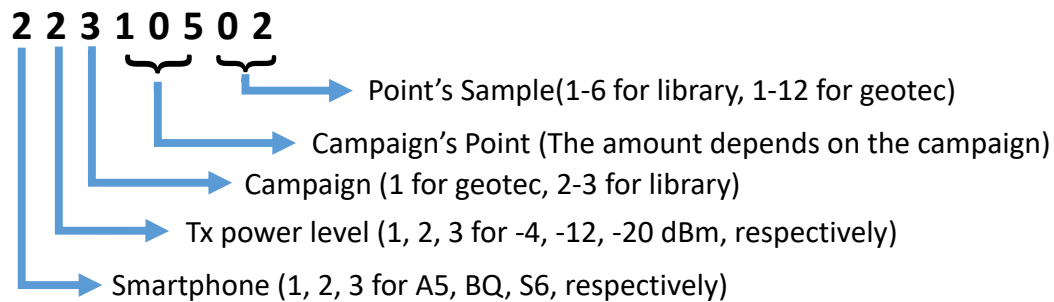 2 2 3 1 0 5 0 2
Point's Sample(1-6 for library, 1-12 for geotec)
Campaign's Point (The amount depends on the campaign)
Campaign (1 for geotec, 2-3 for library)
Tx power level (1, 2, 3 for -4, -12, -20 dBm, respectively)
Smartphone (1, 2, 3 for A5, BQ, S6, respectively)